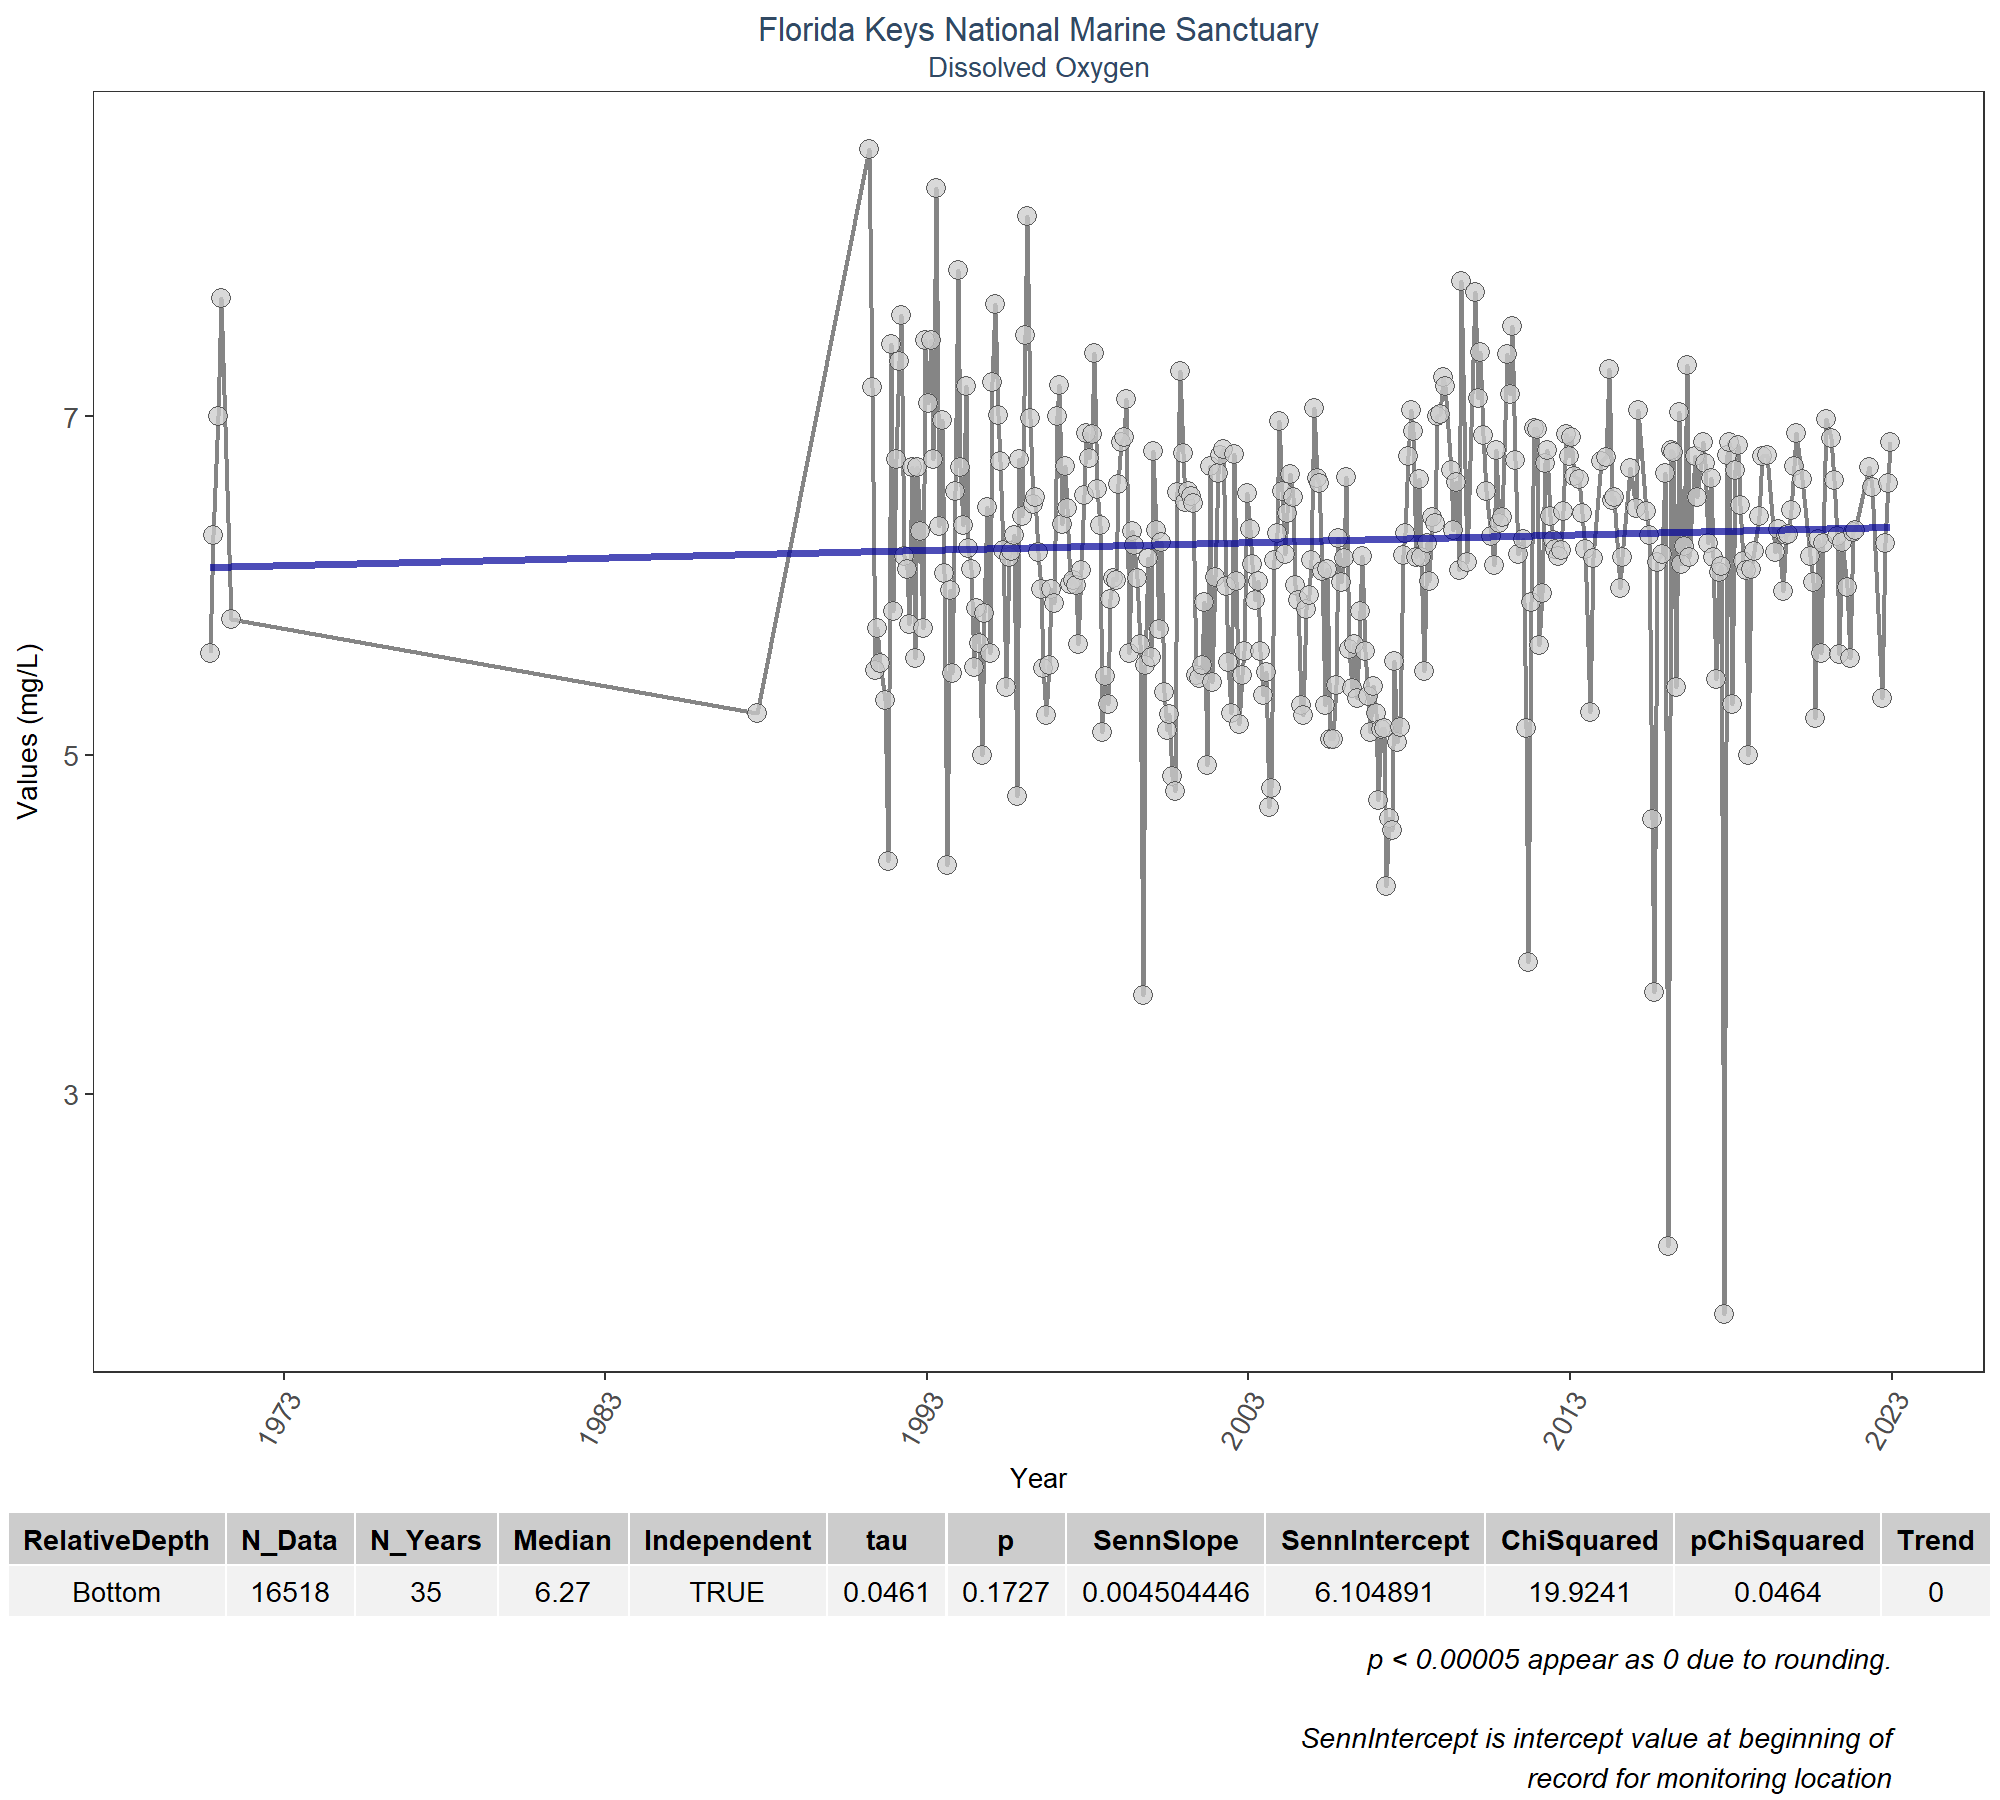 Florida Keys National Marine Sanctuary
Dissolved Oxygen
Values (mg/L)
7
5
3
1973
1983
1993
2003
2013
2023
Year
RelativeDepth N_Data N_Years Median Independent tau p SennSlope SennIntercept ChiSquared pChiSquared Trend
Bottom 16518 35 6.27 TRUE 0.0461 0.1727 0.004504446 6.104891 19.9241 0.0464 0
p < 0.00005 appear as 0 due to rounding.
SennIntercept is intercept value at beginning of
record for monitoring location